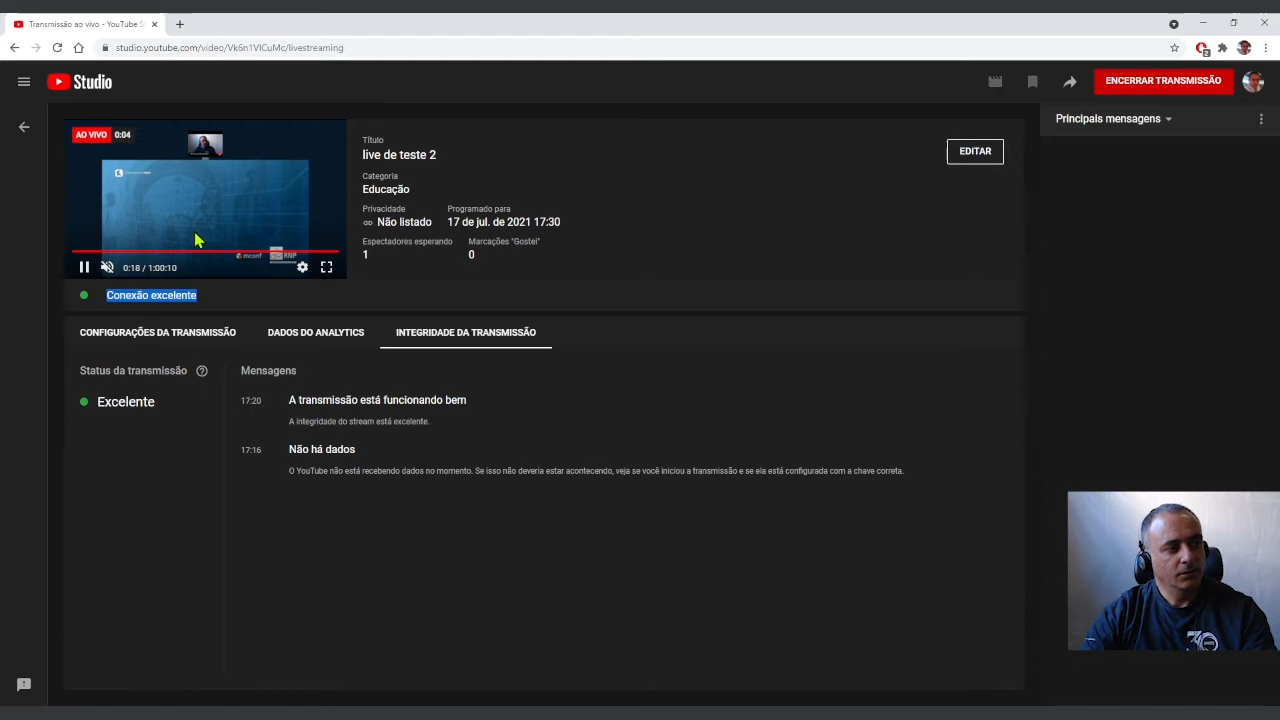 Transmissão ao vivo - YouTube S
studio.youtube.com/video/Vk6n1VlCuMc/livestreaming
2
Studio
ENCERRAR TRANSMISSÃO
AO VIVO 0:04
mconf RNP
0:18 / 1:00:10
Conexão excelente
Título
live de teste 2
Categoria
Educação
Privacidade Programado para
Não listado 17 de jul. de 2021 17:30
Espectadores esperando Marcações "Gostei"
1 0
EDITAR
Principais mensagens
CONFIGURAÇÕES DA TRANSMISSÃO DADOS DO ANALYTICS INTEGRIDADE DA TRANSMISSÃO
Status da transmissão
Excelente
Mensagens
17:20 A transmissão está funcionando bem
A integridade do stream está excelente.
17:16 Não há dados
O YouTube não está recebendo dados no momento. Se isso não deveria estar acontecendo, veja se você iniciou a transmissão e se ela está configurada com a chave correta.
30